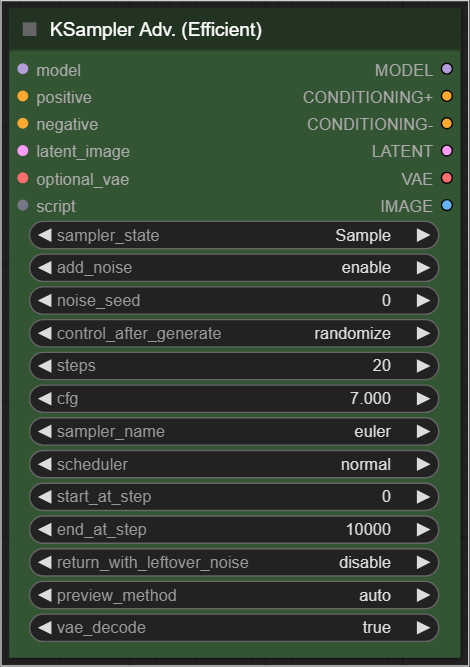 KSampler Adv. (Efficient)
model MODEL
positive CONDITIONING+
negative CONDITIONING-
latent_image LATENT
optional_vae VAE
script IMAGE
sampler_state Sample
add_noise enable
noise_seed 0
control_after_generate randomize
steps 20
cfg 7.000
sampler_name euler
scheduler normal
start_at_step 0
end_at_step 10000
return_with_leftover_noise disable
preview_method auto
vae_decode true